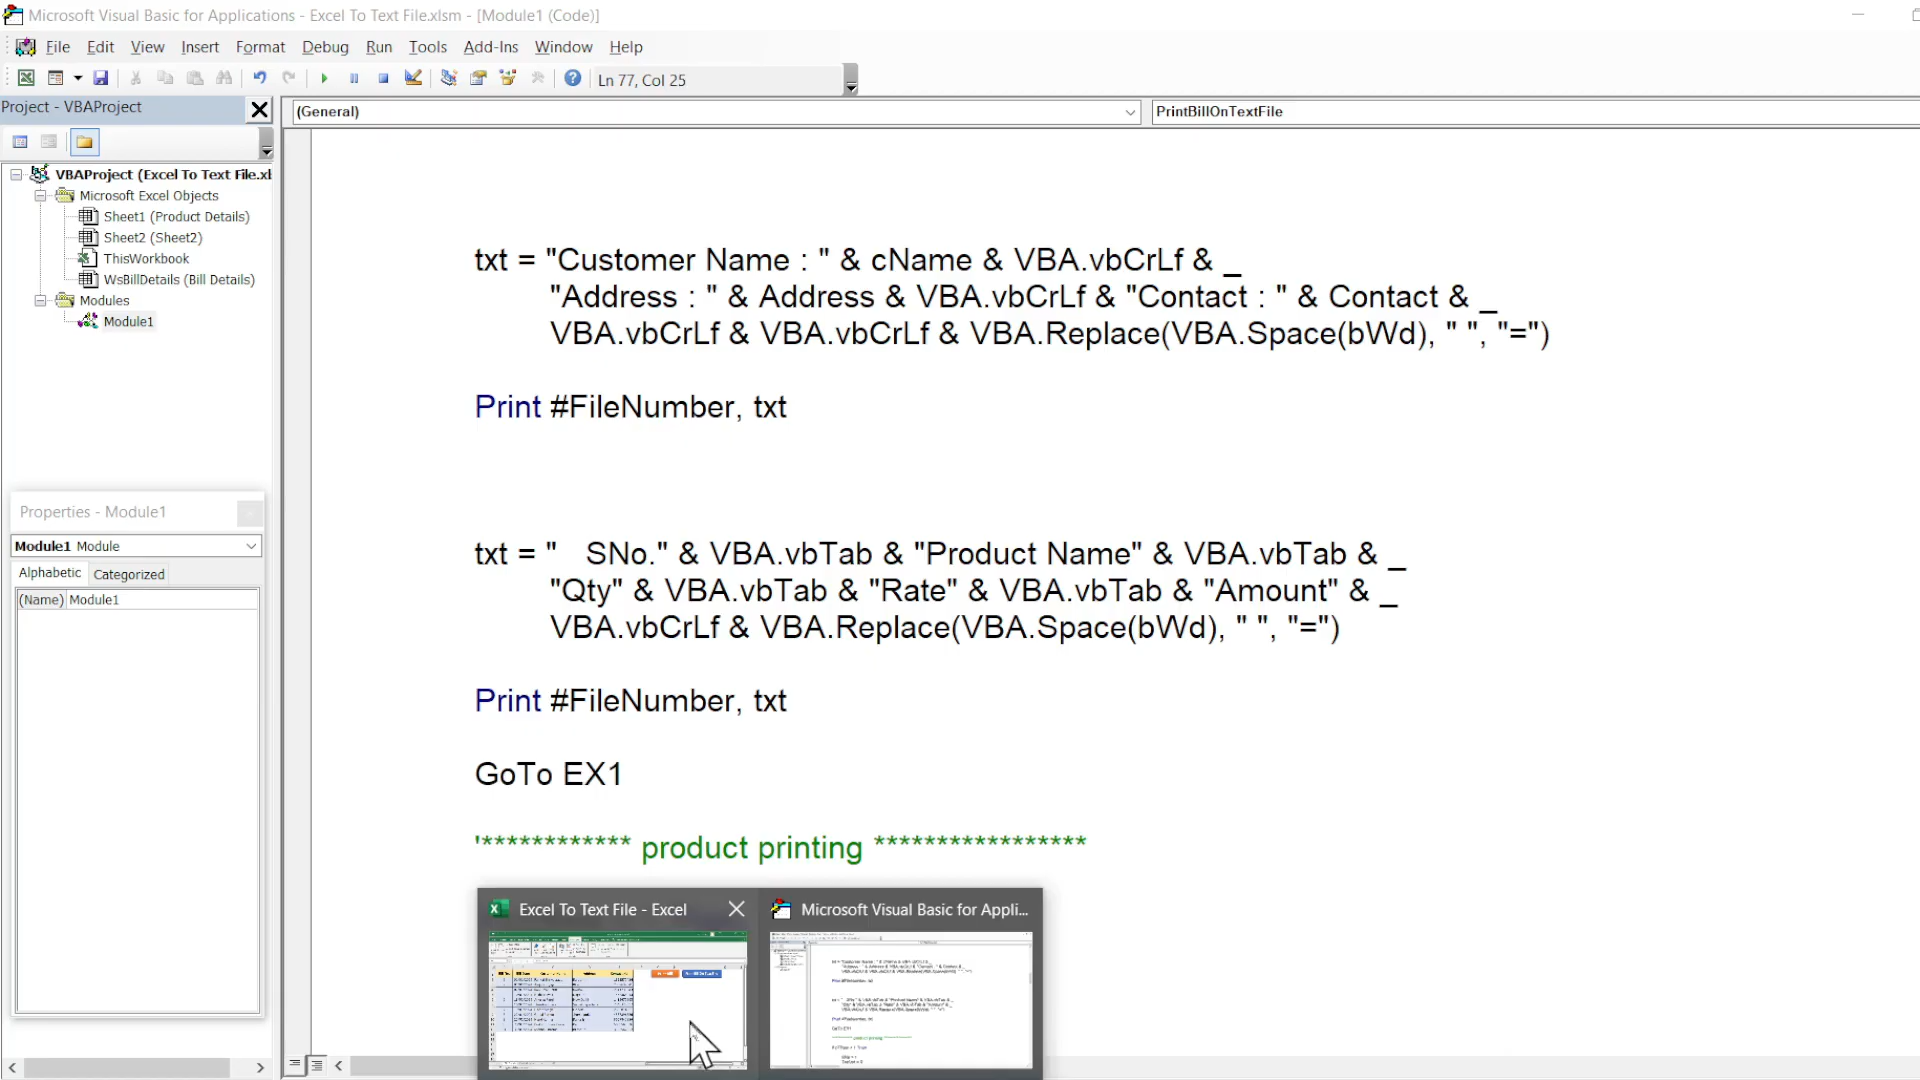 Microsoft Visual Basic for Applications - Excel To Text File.xlsm - [Module1 (Code)]
File Edit View Insert Format Debug Run Tools Add-Ins Window Help
Ln 77, Col 25
Project - VBAProject
(General)
PrintBillOnTextFile
VBAProject (Excel To Text File.xl
Microsoft Excel Objects
Sheet1 (Product Details)
Sheet2 (Sheet2)
ThisWorkbook
WsBillDetails (Bill Details)
Modules
Module1
Properties - Module1
Module1 Module
Alphabetic Categorized
(Name) Module1
txt = "Customer Name : " & cName & VBA.vbCrLf & _
"Address : " & Address & VBA.vbCrLf & "Contact : " & Contact & _
VBA.vbCrLf & VBA.vbCrLf & VBA.Replace(VBA.Space(bWd), " ", "=")
Print #FileNumber, txt
txt = "   SNo." & VBA.vbTab & "Product Name" & VBA.vbTab & _
"Qty" & VBA.vbTab & "Rate" & VBA.vbTab & "Amount" & _
VBA.vbCrLf & VBA.Replace(VBA.Space(bWd), " ", "=")
Print #FileNumber, txt
GoTo EX1
'************ product printing *****************
Excel To Text File - Excel
Microsoft Visual Basic for Appli...